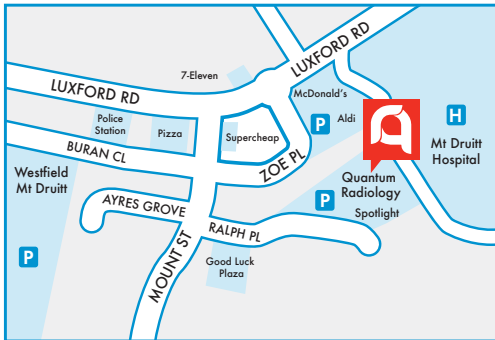 LUXFORD RD
7-Eleven
LUXFORD RD
McDonald's
Police
Station
Pizza
Supercheap
P
Aldi
H
Mt Druitt
Hospital
BURAN CL
ZOE PL
Westfield
Mt Druitt
Quantum
Radiology
P
Spotlight
AYRES GROVE
RALPH PL
P
MOUNT ST
Good Luck
Plaza